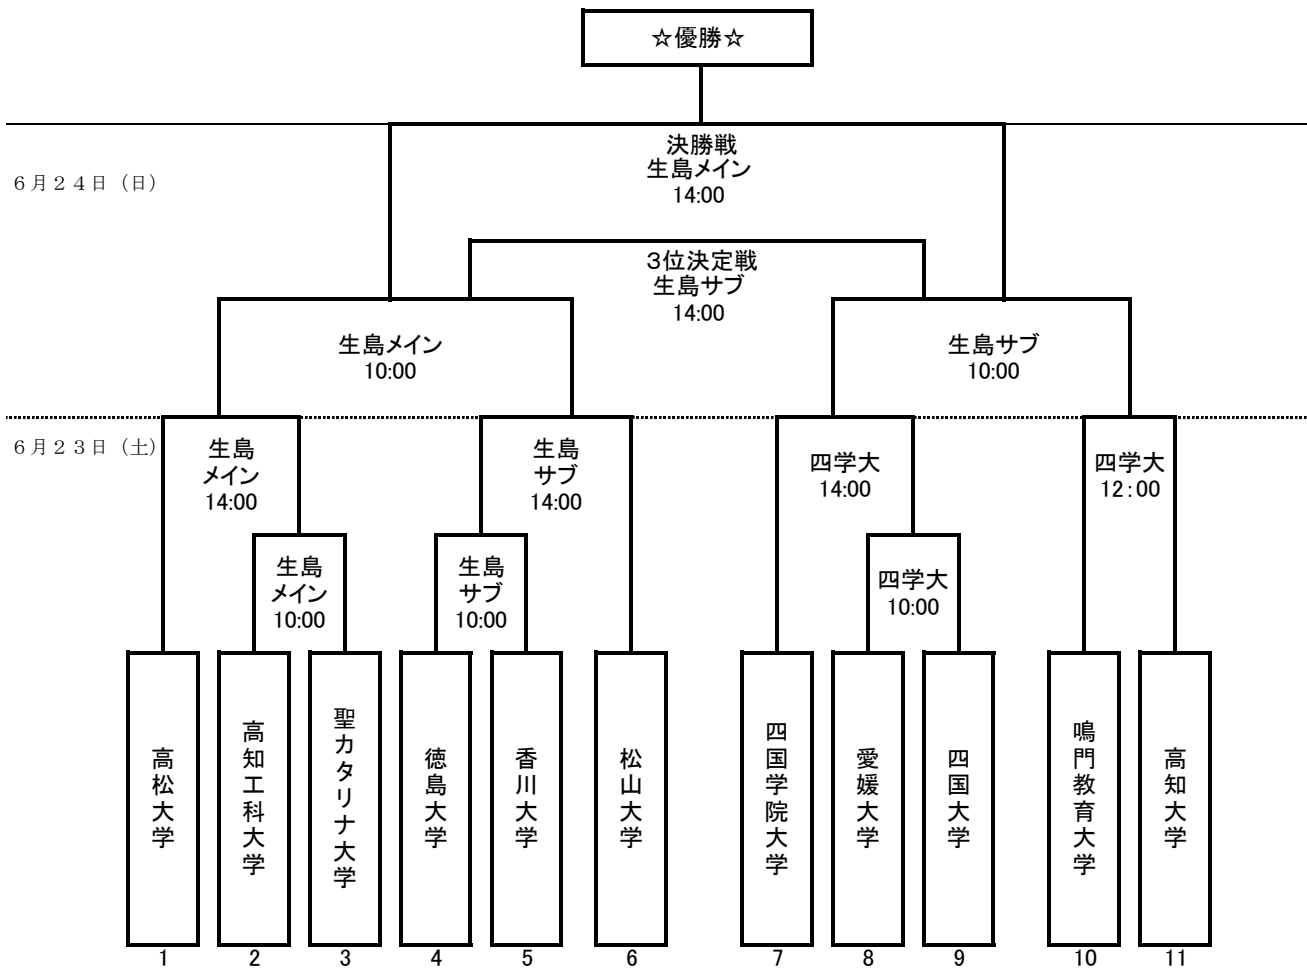 ☆優勝☆
決勝戦
生島メイン
14:00
６月２４日（日）
３位決定戦
生島サブ
14:00
生島メイン
10:00
生島サブ
10:00
６月２３日（土）
生島
メイン
14:00
生島
サブ
14:00
四学大
14:00
四学大
12：00
生島
メイン
10:00
生島
サブ
10:00
四学大
10:00
高松大学
高知工科大学
聖カタリナ大学
徳島大学
香川大学
松山大学
四国学院大学
愛媛大学
四国大学
鳴門教育大学
高知大学
1 2 3 4 5 6 7 8 9 10 11